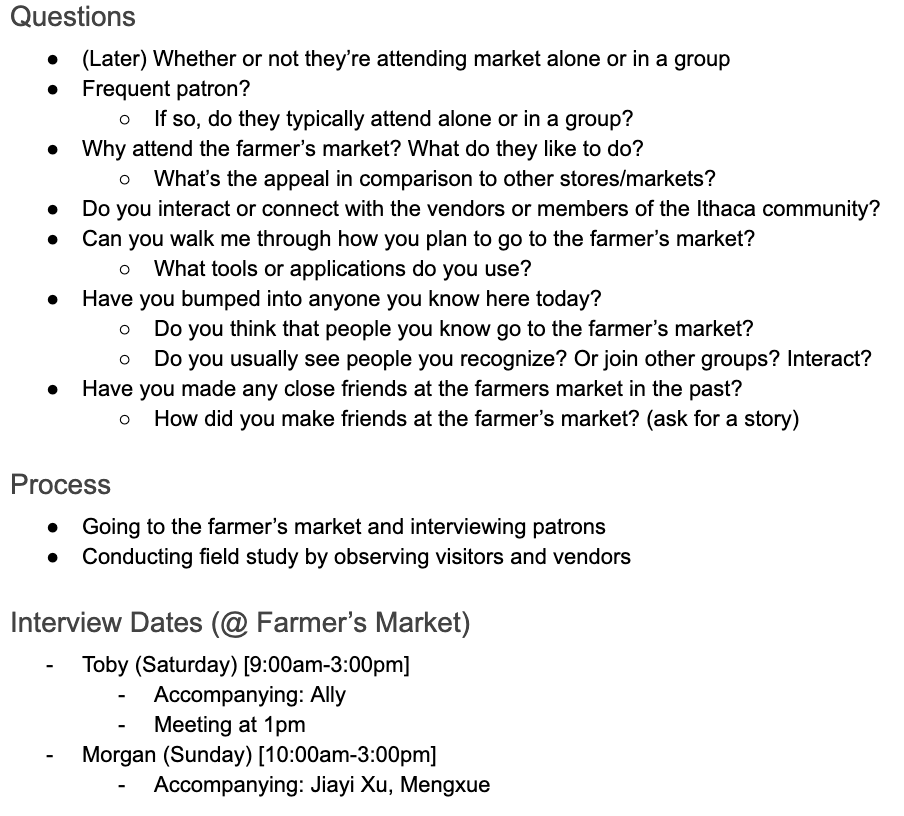 Questions
● (Later) Whether or not they're attending market alone or in a group
● Frequent patron?
○ If so, do they typically attend alone or in a group?
● Why attend the farmer's market? What do they like to do?
○ What's the appeal in comparison to other stores/markets?
● Do you interact or connect with the vendors or members of the Ithaca community?
● Can you walk me through how you plan to go to the farmer's market?
○ What tools or applications do you use?
● Have you bumped into anyone you know here today?
○ Do you think that people you know go to the farmer's market?
○ Do you usually see people you recognize? Or join other groups? Interact?
● Have you made any close friends at the farmers market in the past?
○ How did you make friends at the farmer's market? (ask for a story)
Process
● Going to the farmer's market and interviewing patrons
● Conducting field study by observing visitors and vendors
Interview Dates (@ Farmer's Market)
- Toby (Saturday) [9:00am-3:00pm]
- Accompanying: Ally
- Meeting at 1pm
- Morgan (Sunday) [10:00am-3:00pm]
- Accompanying: Jiayi Xu, Mengxue